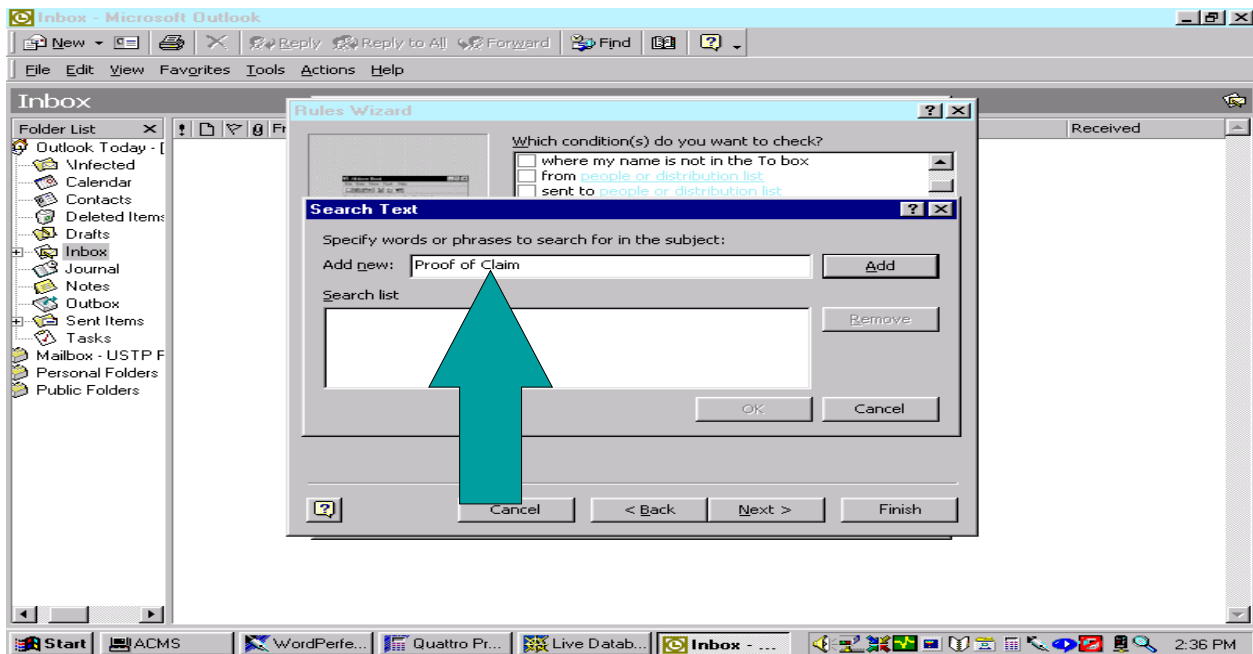 Inbox - Microsoft Outlook
New Reply Reply to All Forward Find
File Edit View Favorites Tools Actions Help
Inbox
Folder List
Fr
Received
Outlook Today - [
\Infected
Calendar
Contacts
Deleted Items
Drafts
Inbox
Journal
Notes
Outbox
Sent Items
Tasks
Mailbox - USTP F
Personal Folders
Public Folders
Rules Wizard
Which condition(s) do you want to check?
where my name is not in the To box
from people or distribution list
sent to people or distribution list
Search Text
Specify words or phrases to search for in the subject:
Add new: Proof of Claim Add
Search list
Remove
OK Cancel
Cancel < Back Next > Finish
Start ACMS WordPerfe... Quattro Pr... Live Datab... Inbox - ... 2:36 PM